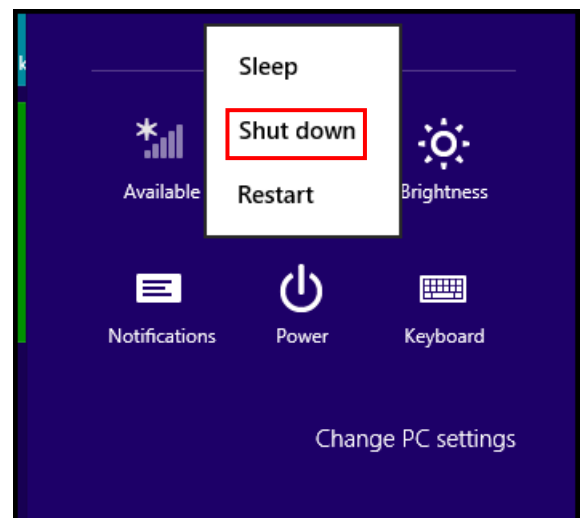 k
Sleep
Shut down
Restart
Available
Brightness
Notifications
Power
Keyboard
Change PC settings